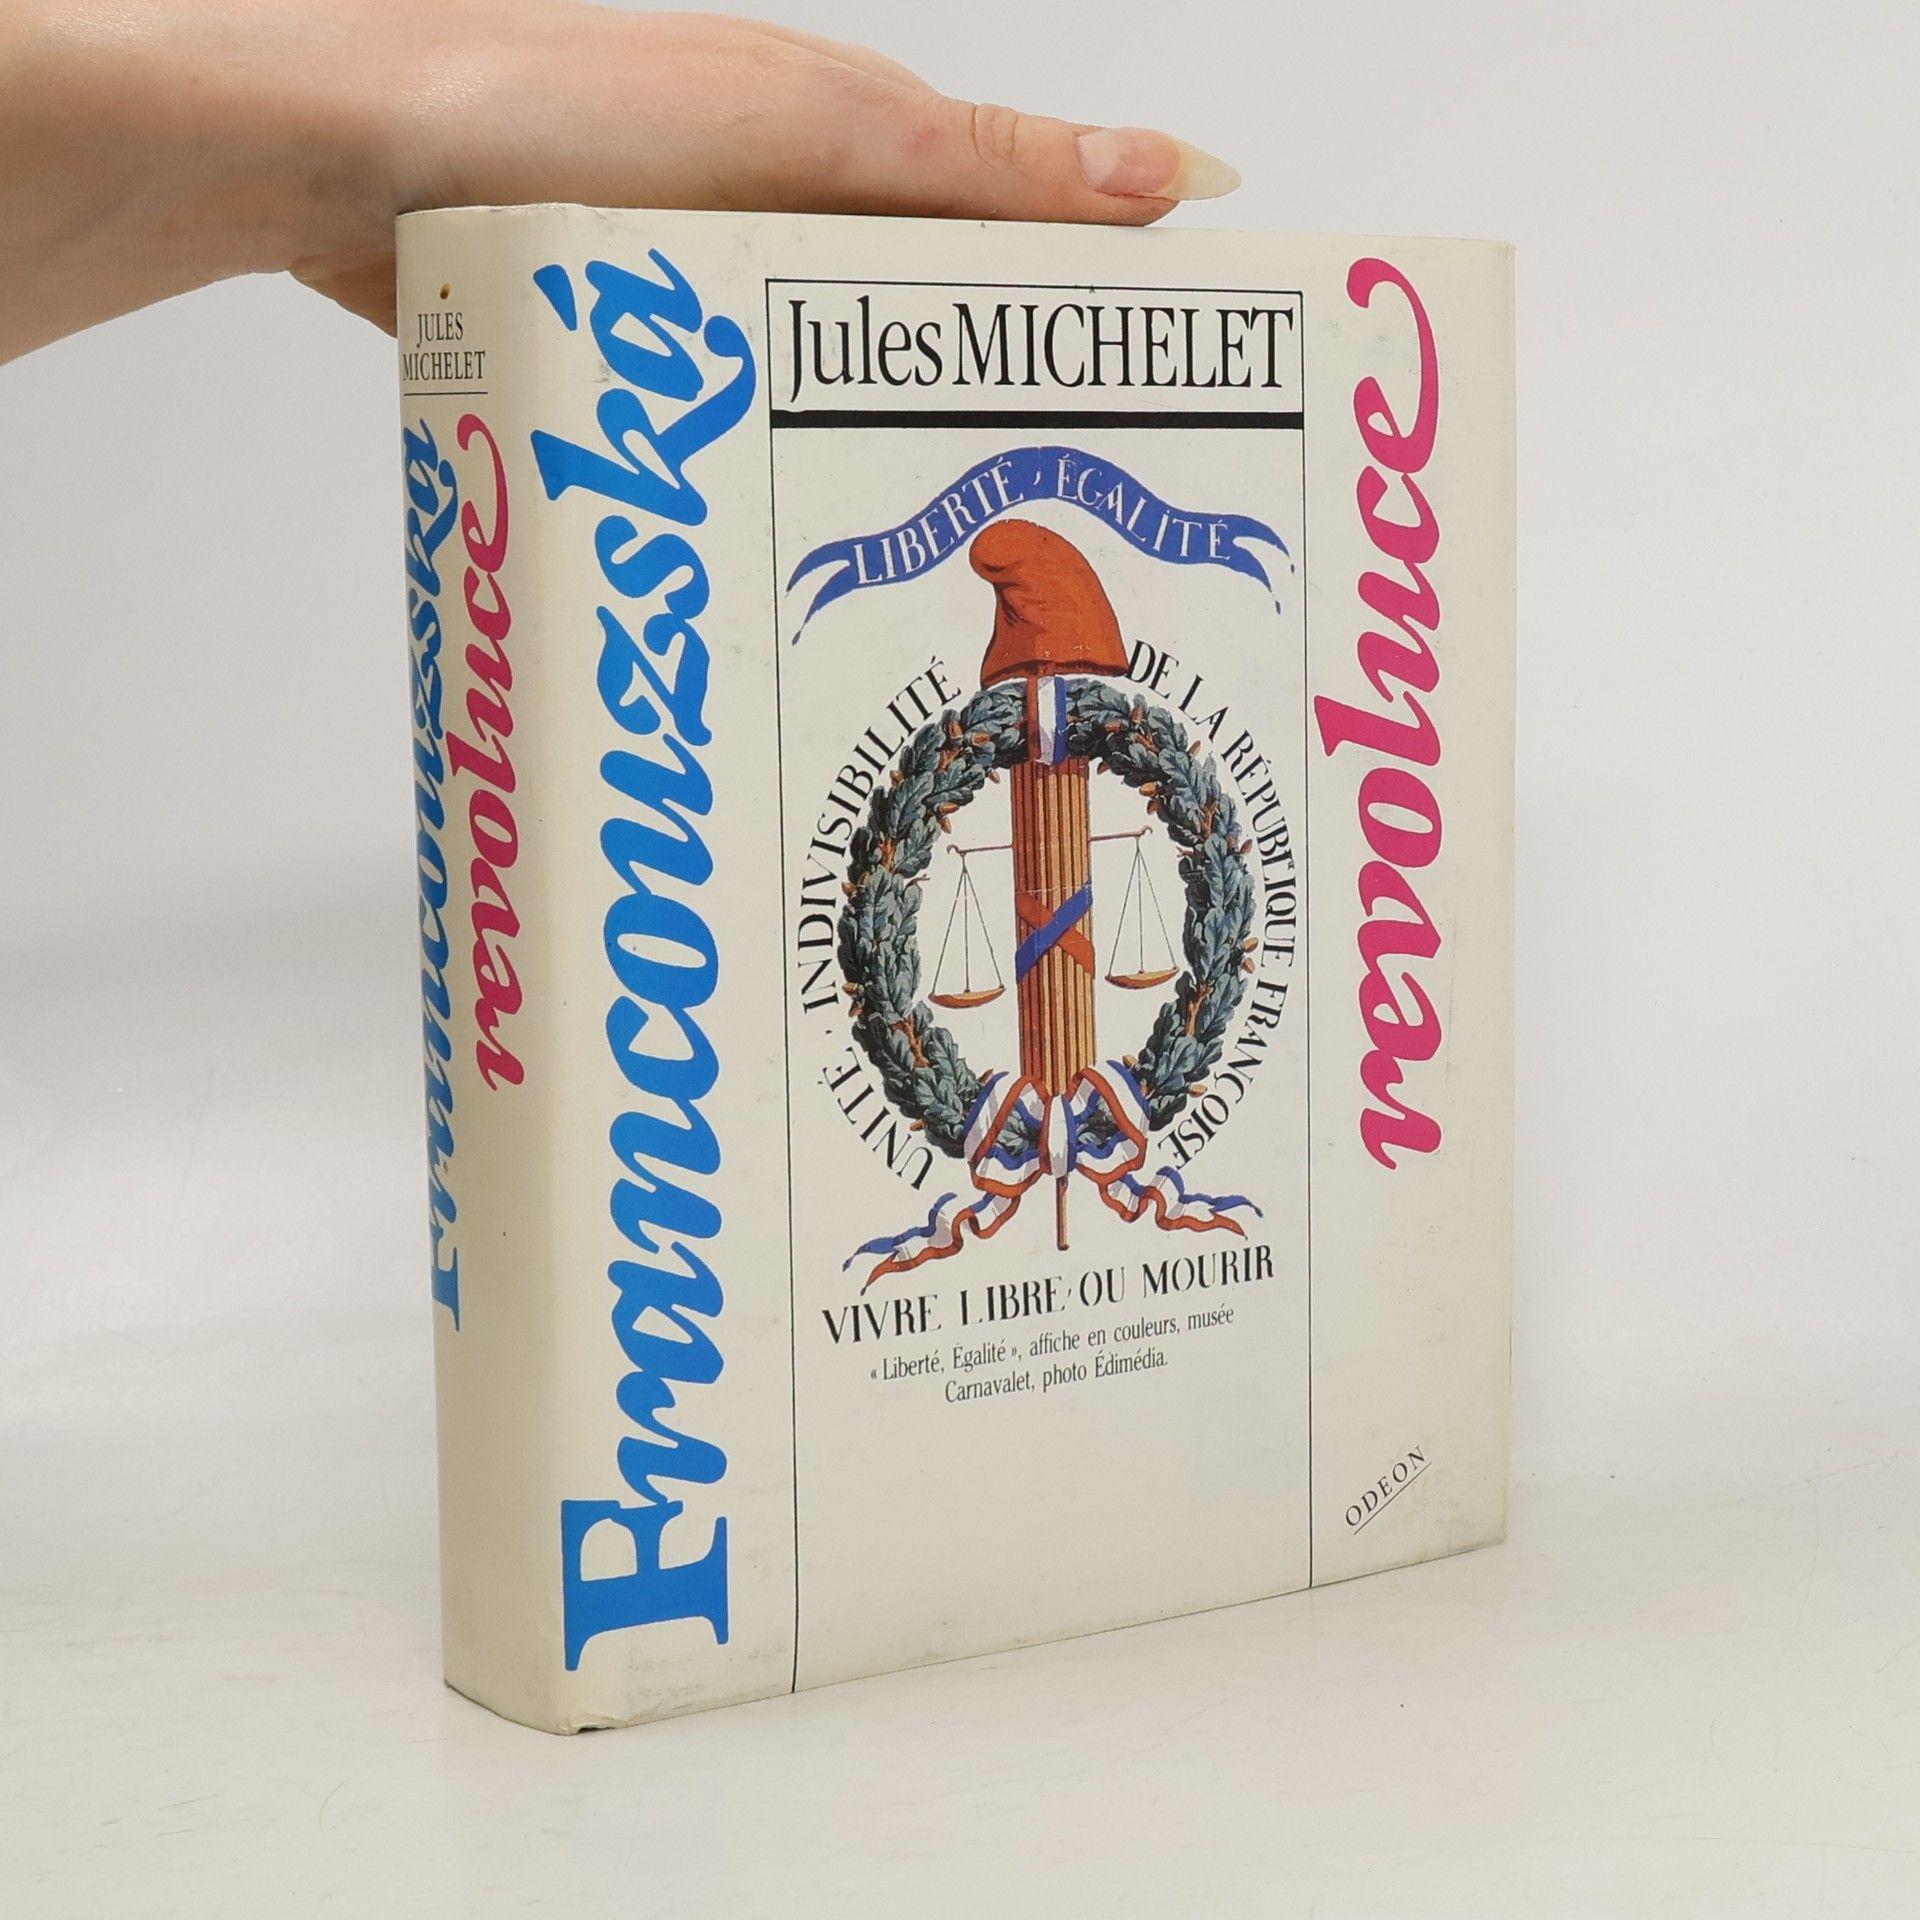 JULES
MICHELET
Francouzská
revoluce
Francouzská
Jules MICHELET
LIBERTÉ, ÉGALITÉ
UNITÉ · INDIVISIBILITÉ
DE LA RÉPUBLIQUE FRANÇOISE
VIVRE LIBRE, OU MOURIR
« Liberté, Égalité », affiche en couleurs, musée
Carnavalet, photo Édimédia.
revoluce
ODEON